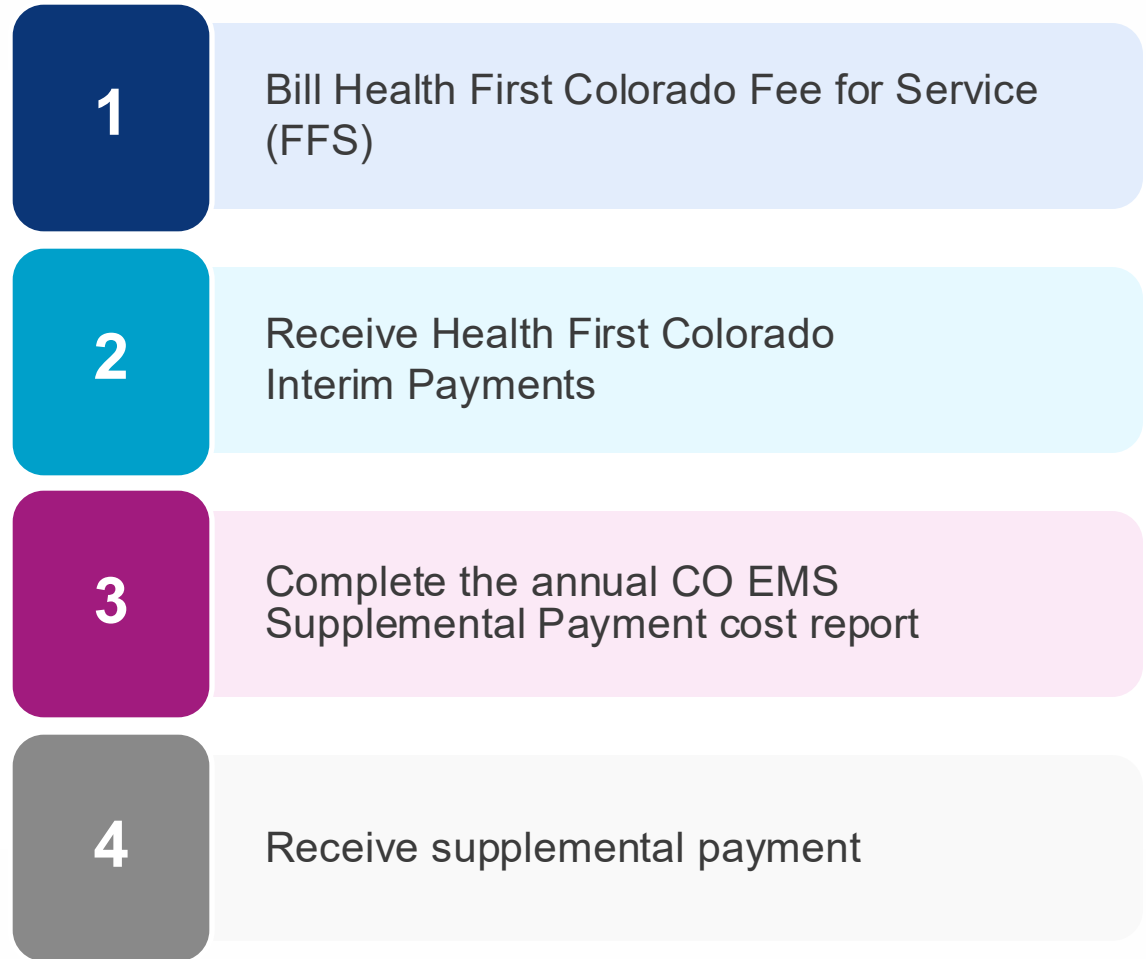 1
Bill Health First Colorado Fee for Service
(FFS)
2
Receive Health First Colorado
Interim Payments
3
Complete the annual CO EMS
Supplemental Payment cost report
4
Receive supplemental payment